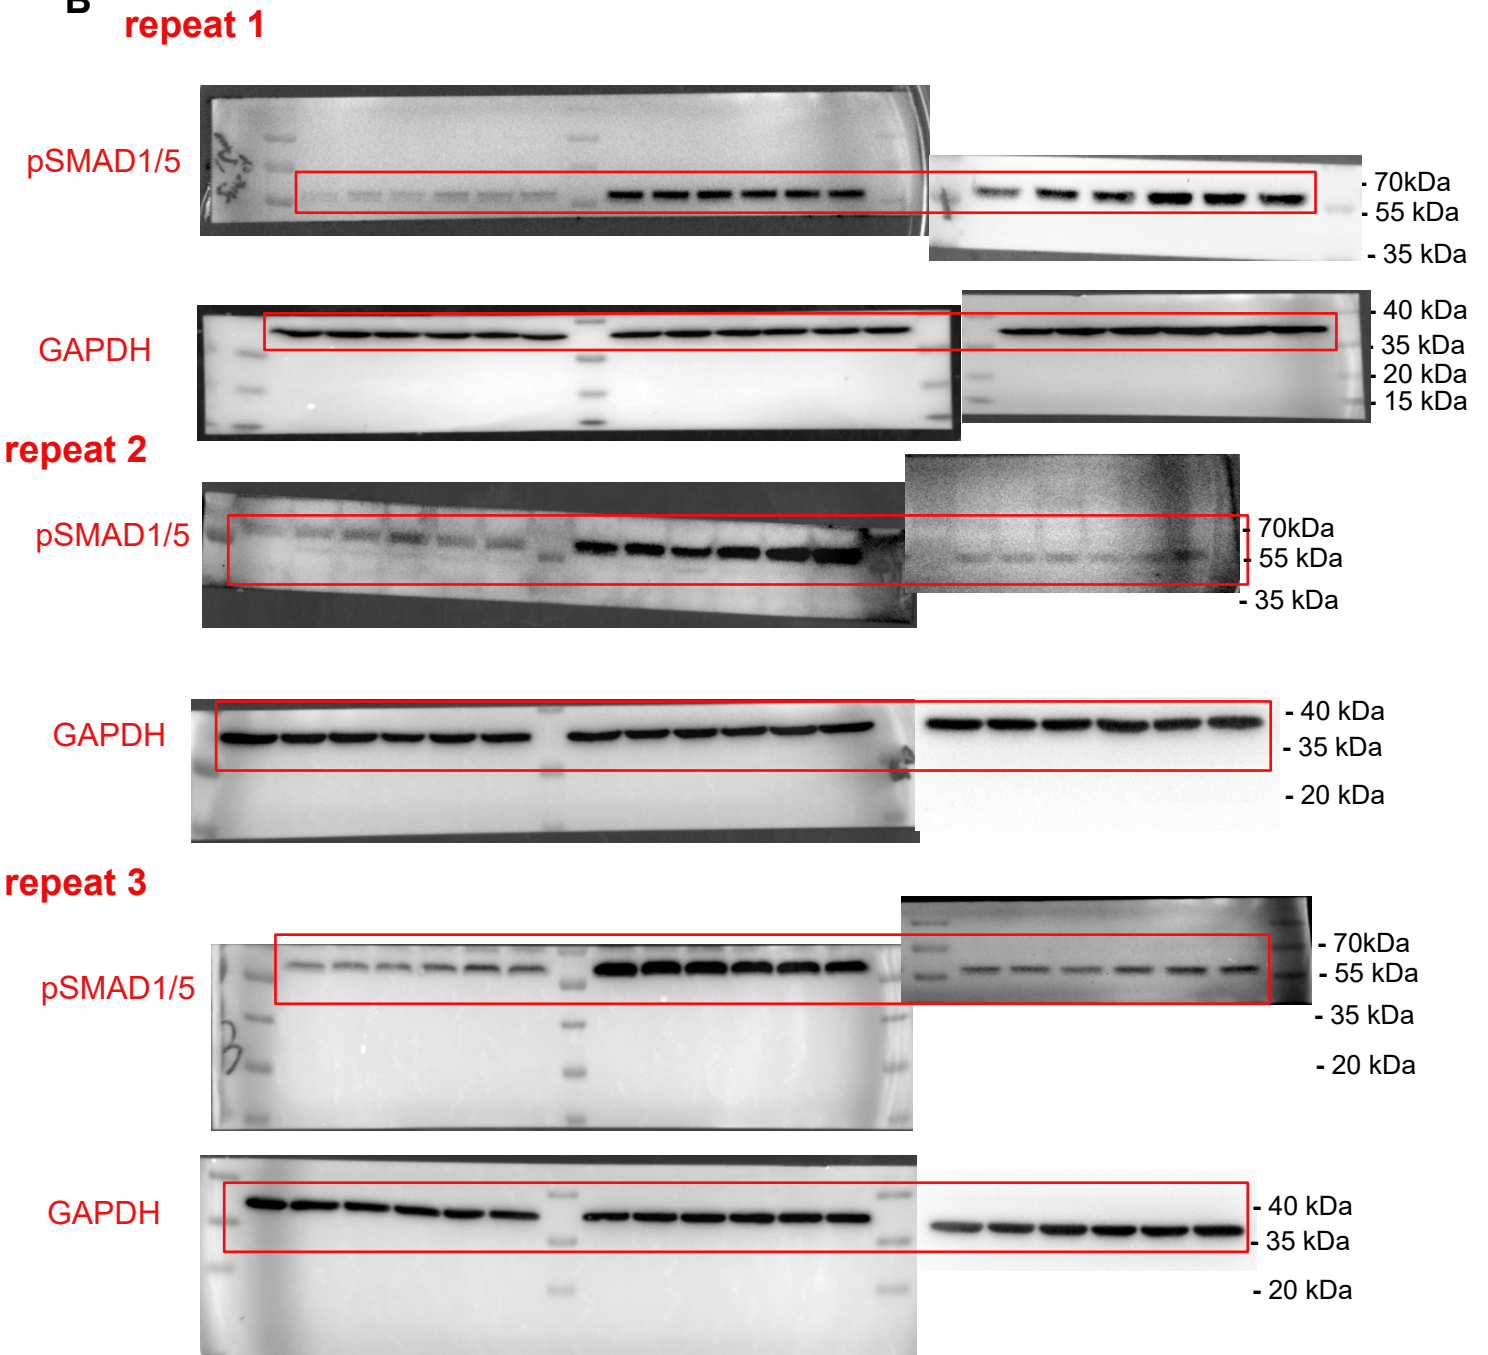 B
repeat 1
pSMAD1/5
- 70kDa
- 55 kDa
- 35 kDa
GAPDH
- 40 kDa
- 35 kDa
- 20 kDa
- 15 kDa
repeat 2
pSMAD1/5
- 70kDa
- 55 kDa
- 35 kDa
GAPDH
- 40 kDa
- 35 kDa
- 20 kDa
repeat 3
pSMAD1/5
- 70kDa
- 55 kDa
- 35 kDa
- 20 kDa
GAPDH
- 40 kDa
- 35 kDa
- 20 kDa